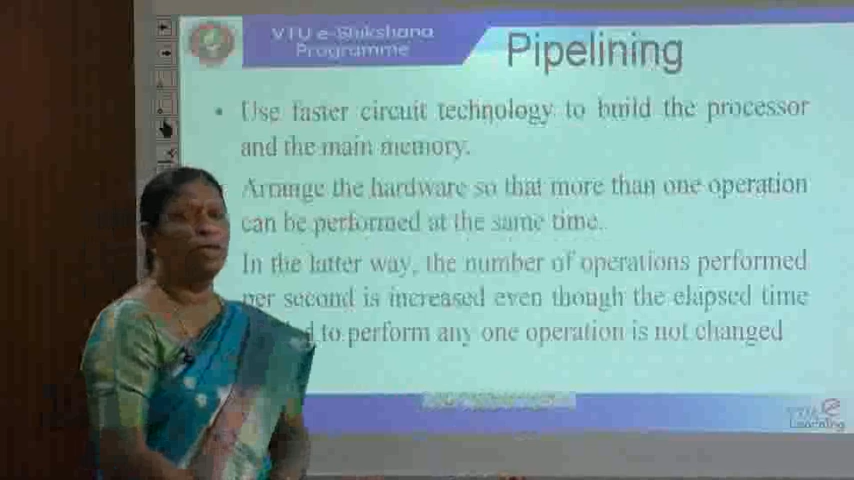 VTU e-Shikshana
Programme
Pipelining
• Use faster circuit technology to build the processor
and the main memory.
Arrange the hardware so that more than one operation
can be performed at the same time.
In the latter way, the number of operations performed
per second is increased even though the elapsed time
to perform any one operation is not changed
VTU e
Learning